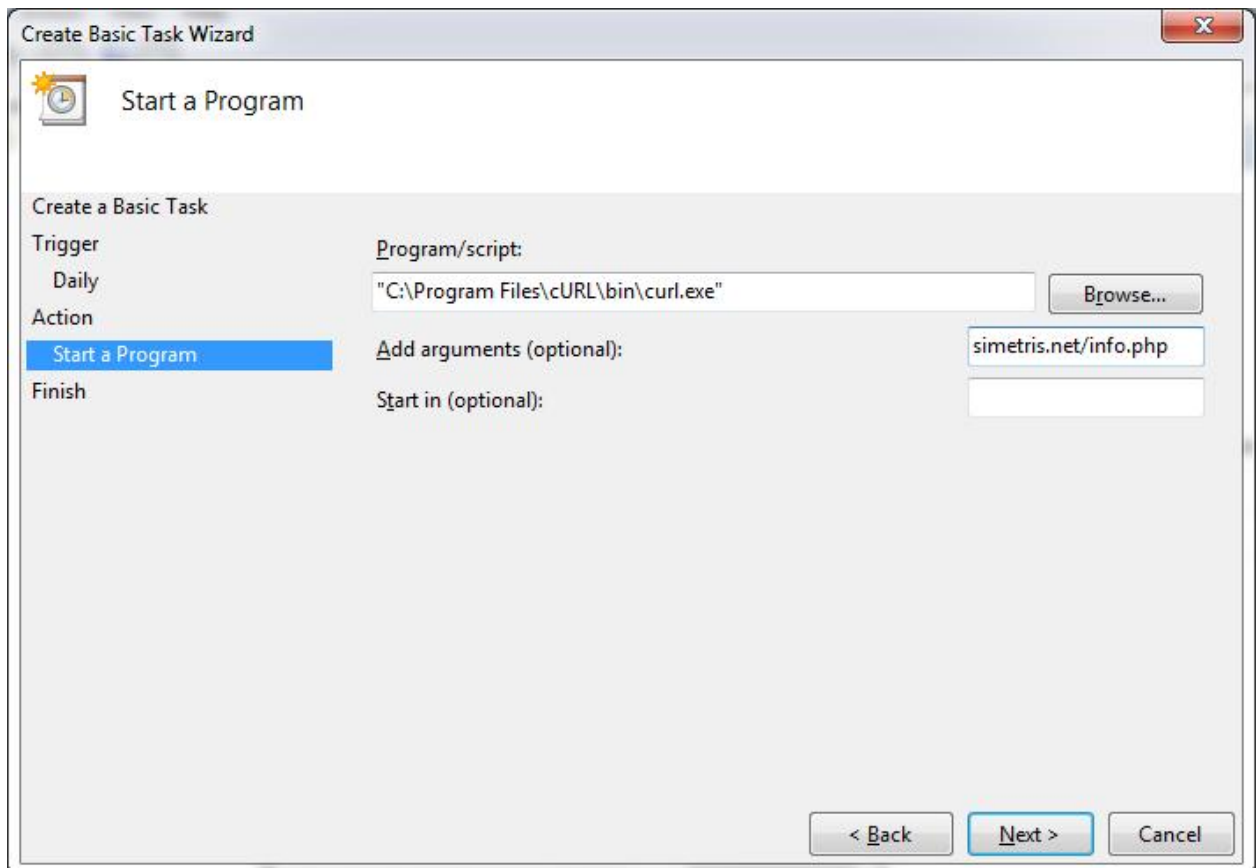 Create Basic Task Wizard
Start a Program
Create a Basic Task
Trigger
Daily
Action
Start a Program
Finish
Program/script:
"C:\Program Files\cURL\bin\curl.exe"
Browse...
Add arguments (optional):
simetris.net/info.php
Start in (optional):
< Back
Next >
Cancel